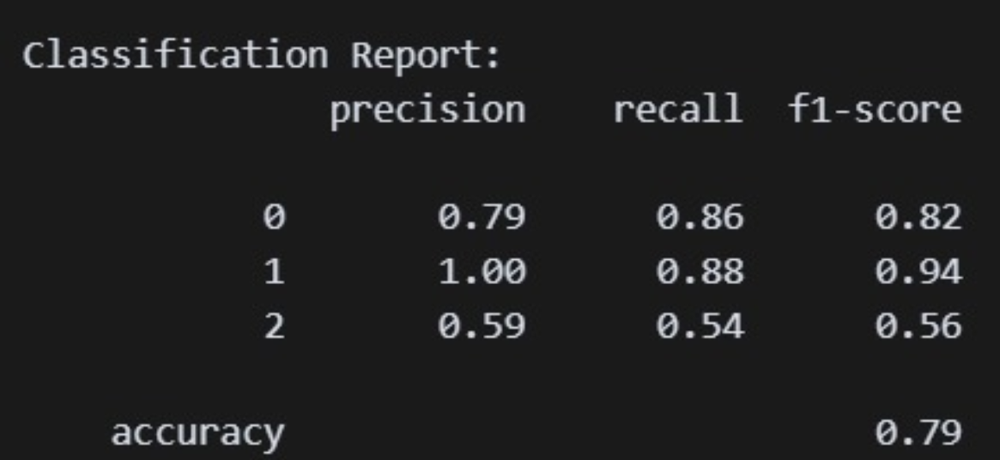 Classification Report:
precision recall f1-score
0 0.79 0.86 0.82
1 1.00 0.88 0.94
2 0.59 0.54 0.56
accuracy 0.79